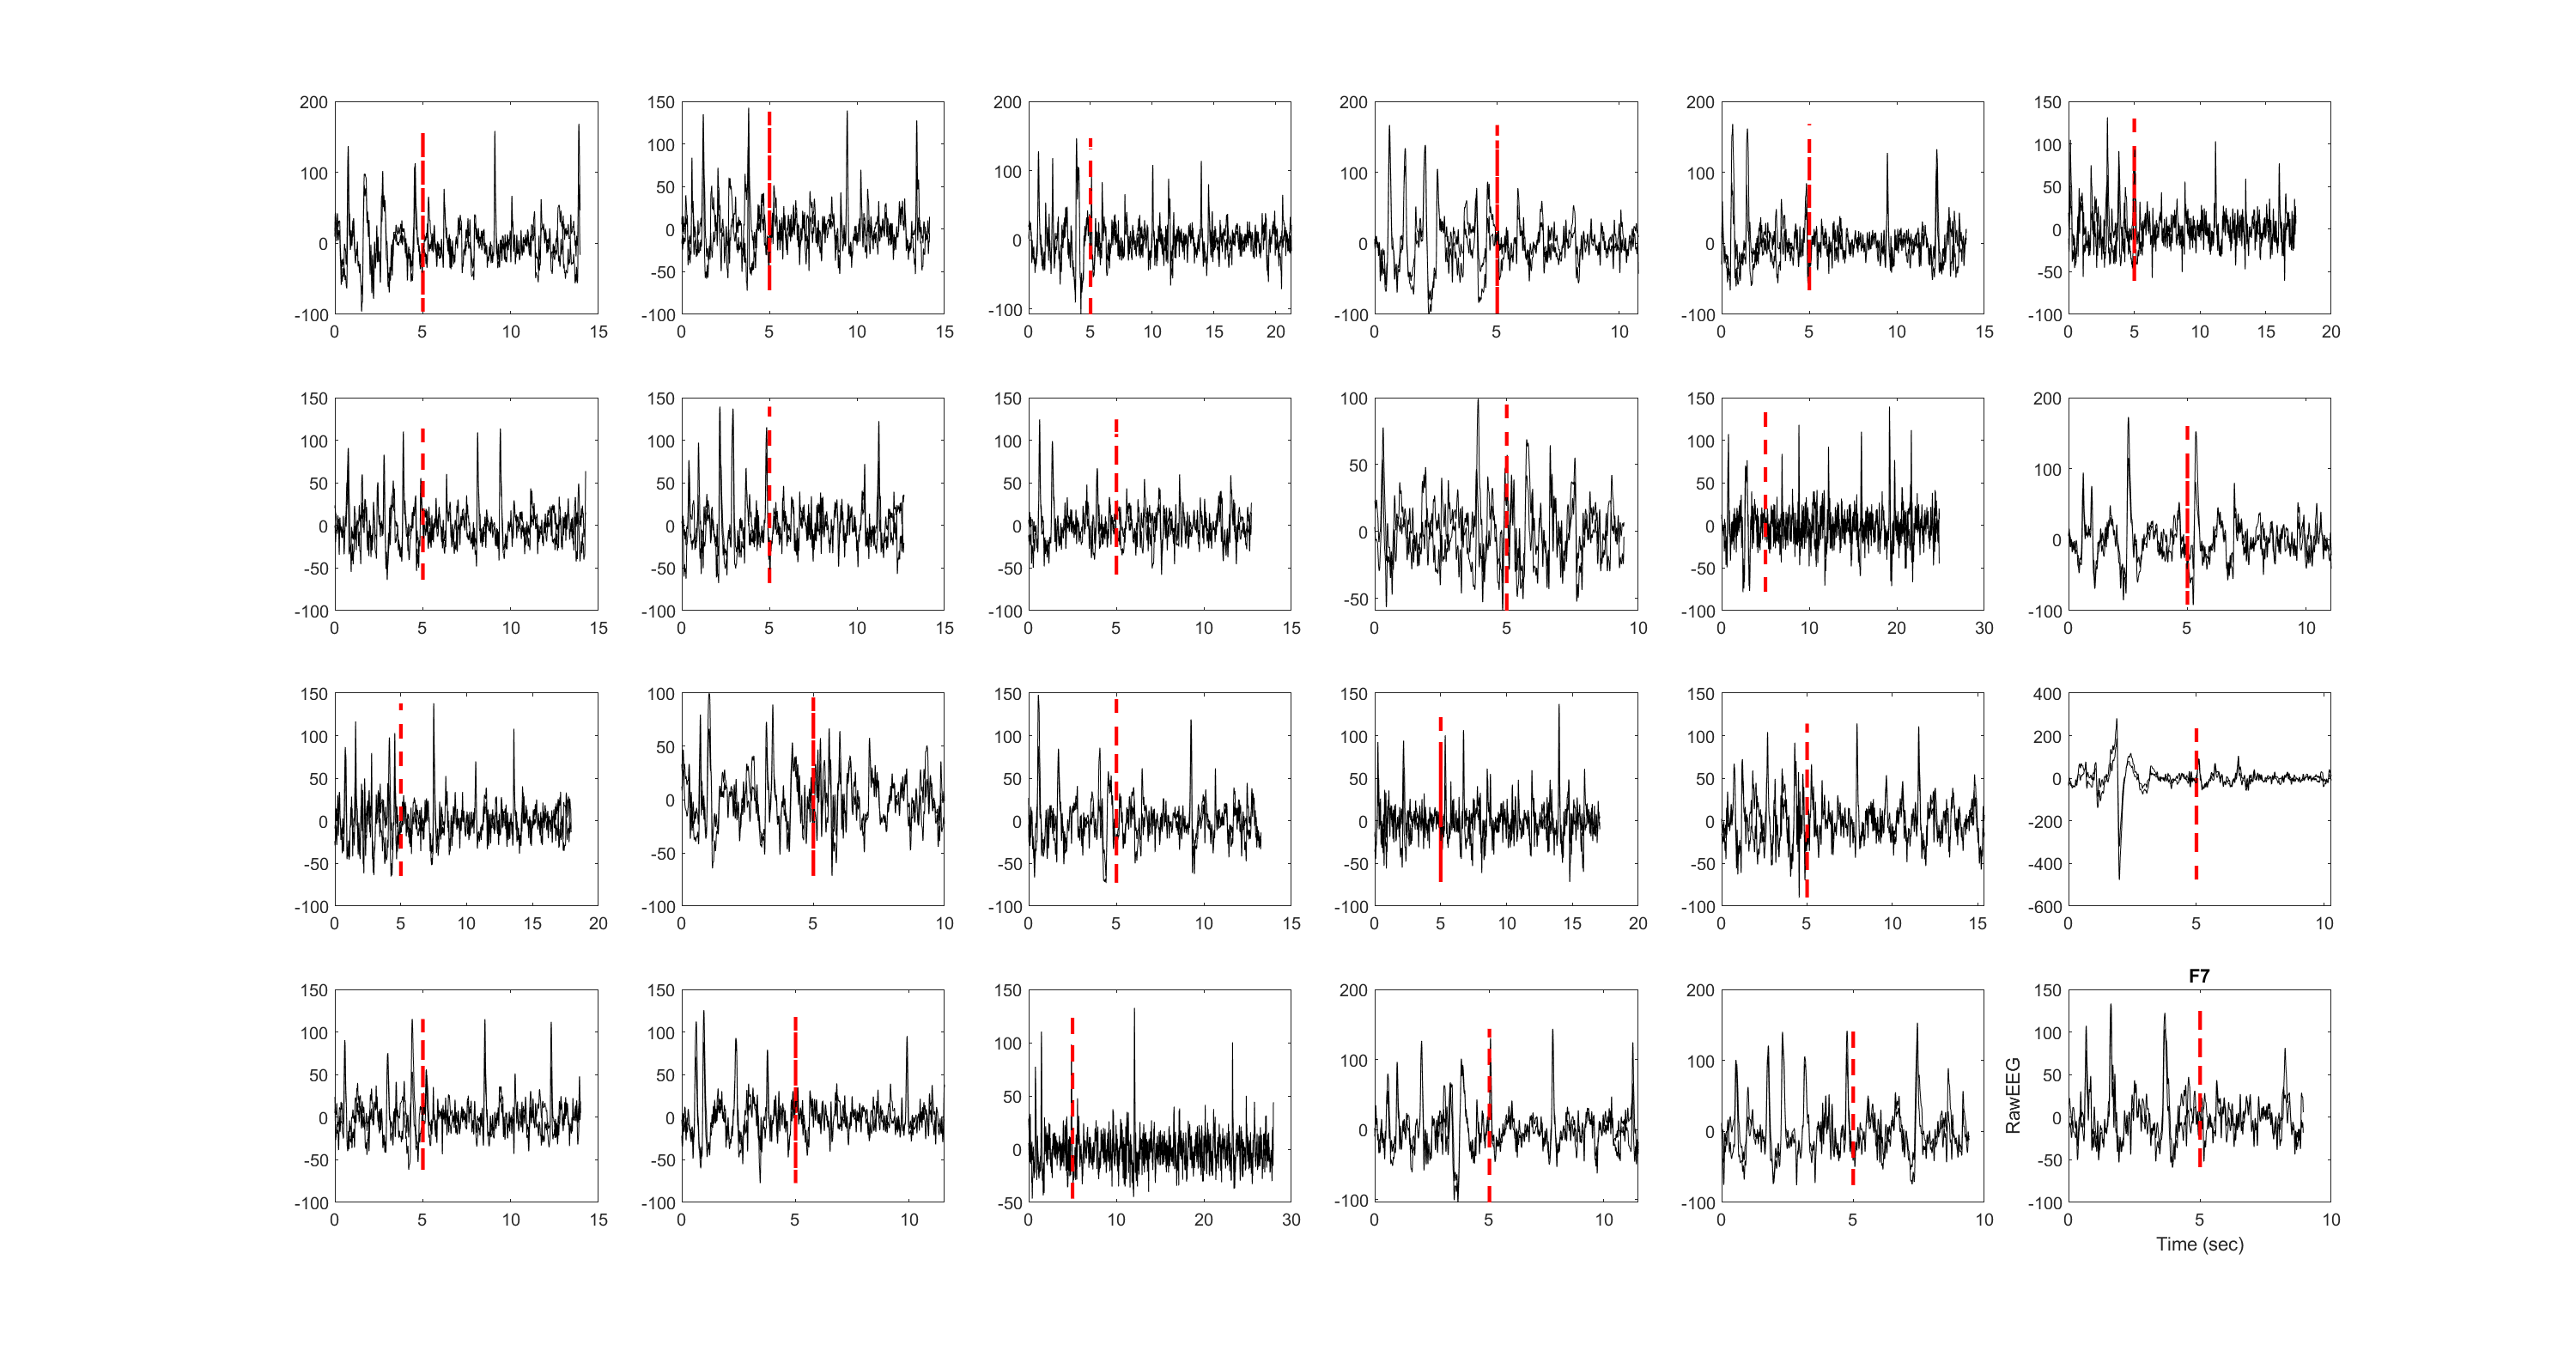 200 150 200 200 200 150
100 100 100 100 100 100
50 50
0 0 0 0 0 0
-50 -50
-100 -100 -100 -100 -100 -100
0 5 10 15 0 5 10 15 0 5 10 15 20 0 5 10 0 5 10 15 0 5 10 15 20
150 150 150 100 150 200
100 100 100 50 100 100
50 50 50 50
0 0 0 0 0 0
-50 -50 -50 -50 -50
-100 -100 -100 -100 -100
0 5 10 15 0 5 10 15 0 5 10 15 0 5 10 0 10 20 30 0 5 10
150 100 150 150 150 400
100 50 100 100 100 200
50 50 50 50
0 0 0 0 0 0
-200
-50 -50 -50 -50 -50 -400
-100 -100 -100 -100 -100 -600
0 5 10 15 20 0 5 10 0 5 10 15 0 5 10 15 20 0 5 10 15 0 5 10
F7
150 150 150 200 200 150
100 100 100 100 100 100
50 50 50 50
RawEEG
0 0 0 0 0 0
-50 -50 -50
-100 -100 -50 -100 -100 -100
0 5 10 15 0 5 10 0 10 20 30 0 5 10 0 5 10 0 5 10
Time (sec)